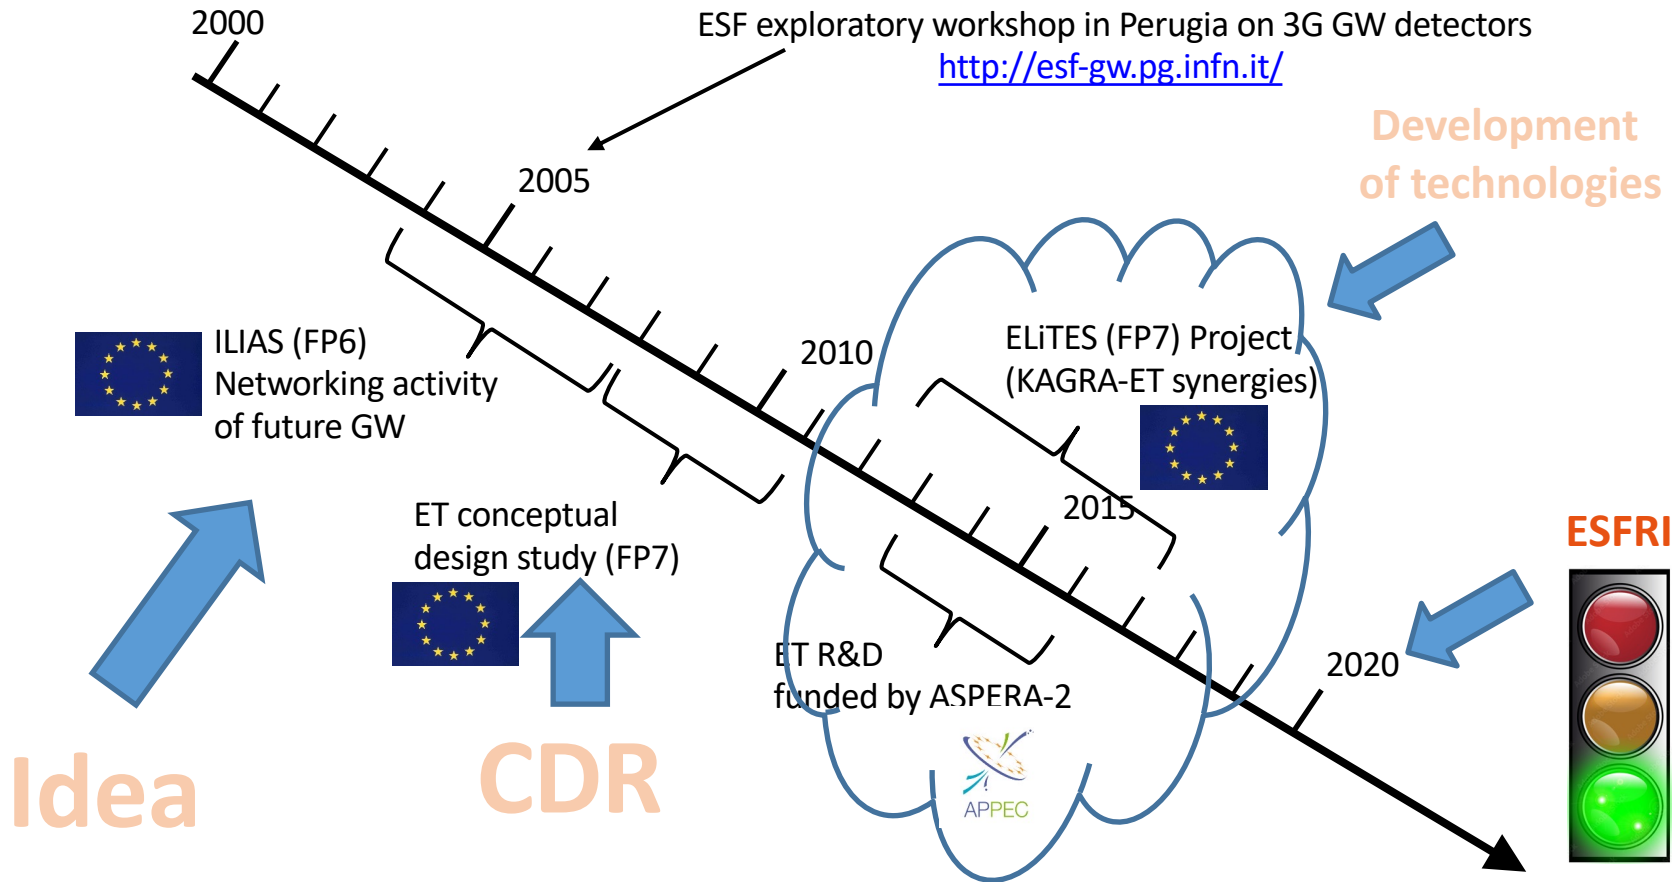 2000
ESF exploratory workshop in Perugia on 3G GW detectors
http://esf-gw.pg.infn.it/
Development
of technologies
2005
ILIAS (FP6)
Networking activity
of future GW
2010
ELiTES (FP7) Project
(KAGRA-ET synergies)
2015
ET conceptual
design study (FP7)
ESFRI
ET R&D
funded by ASPERA-2
2020
APPEC
Idea
CDR